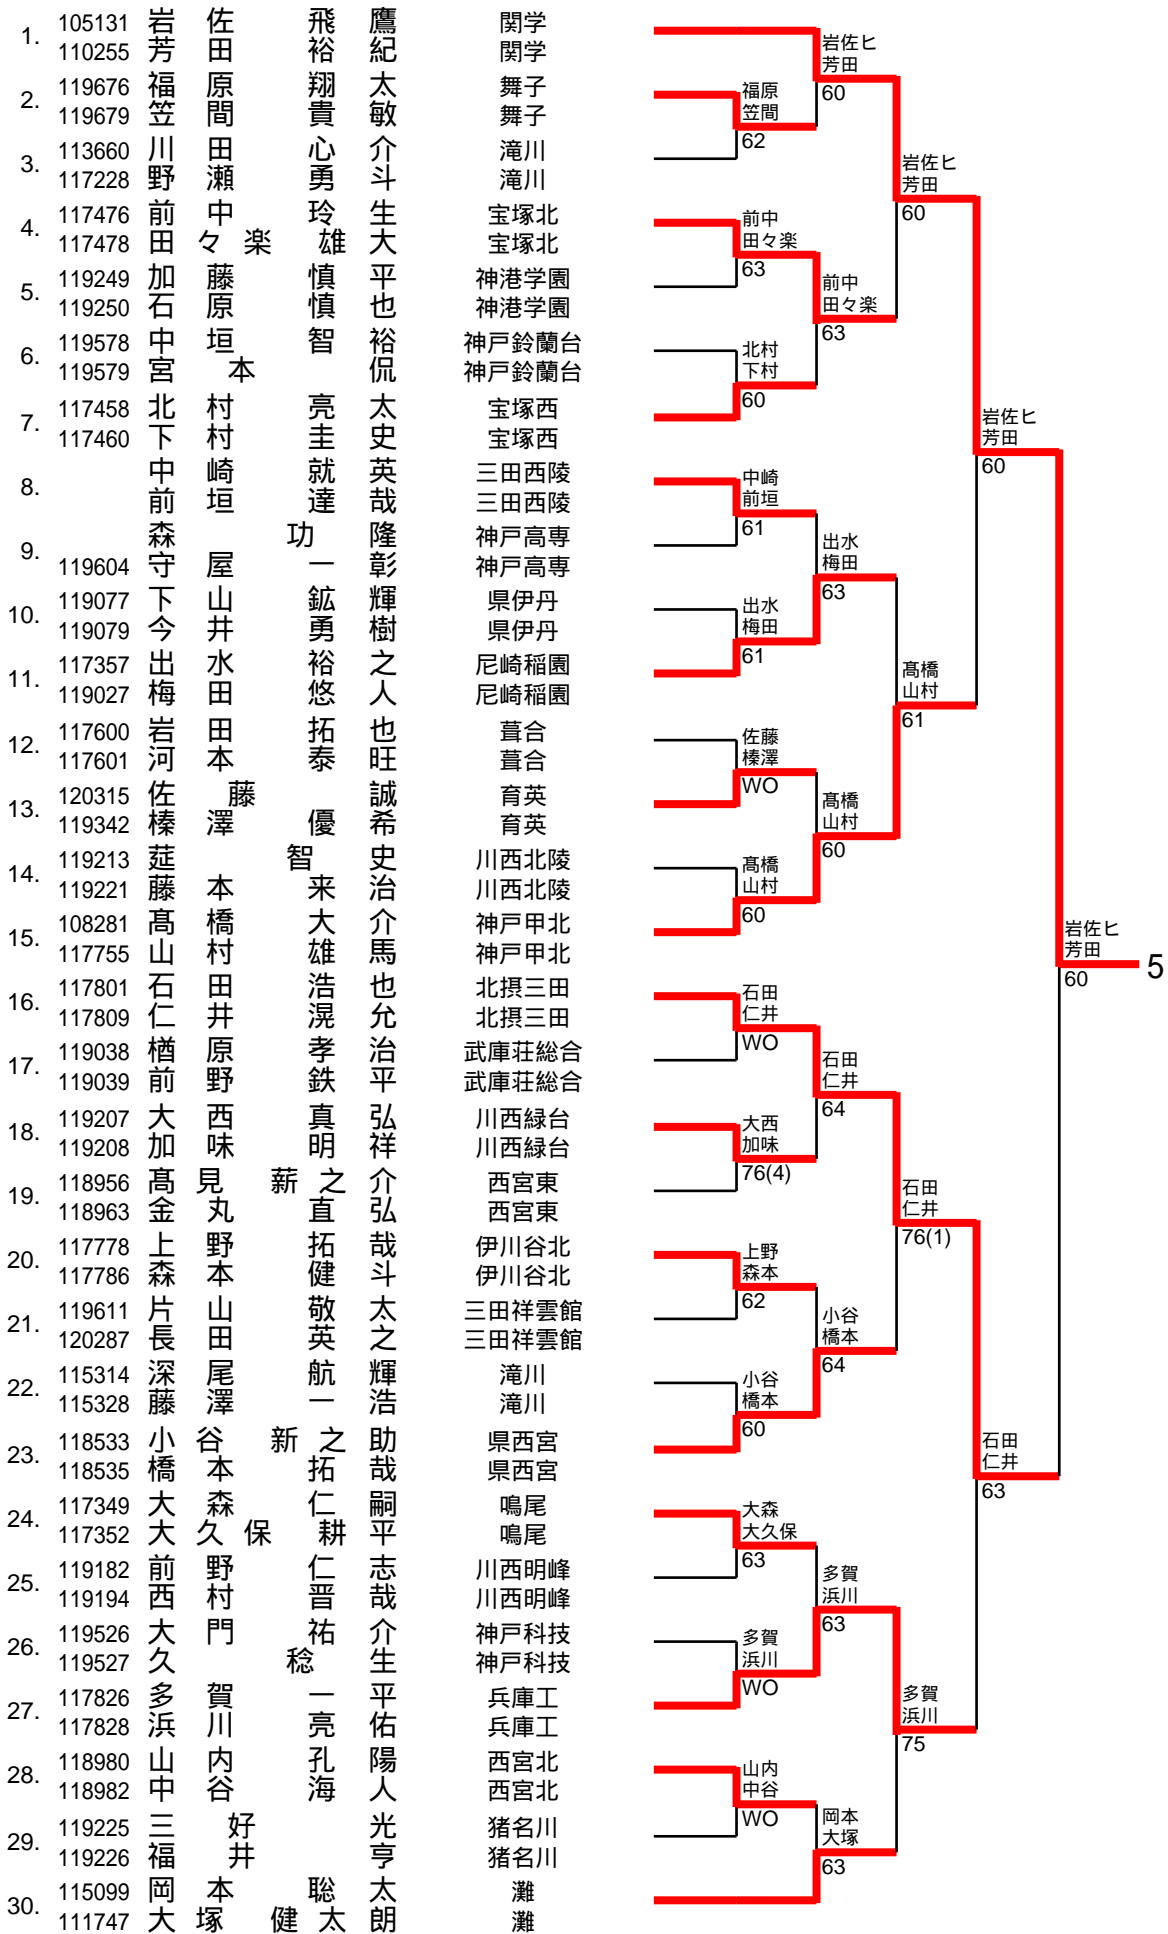 1. 105131 岩佐 飛鷹 関学
110255 芳田 裕紀 関学
2. 119676 福原 翔太 舞子
119679 笠間 貴敏 舞子
3. 113660 川田 心介 滝川
117228 野瀬 勇斗 滝川
4. 117476 前中 玲生 宝塚北
117478 田々楽 雄大 宝塚北
5. 119249 加藤 慎平 神港学園
119250 石原 慎也 神港学園
6. 119578 中垣 智裕 神戸鈴蘭台
119579 宮本 侃 神戸鈴蘭台
7. 117458 北村 亮太 宝塚西
117460 下村 圭史 宝塚西
8. 中崎 就英 三田西陵
前垣 達哉 三田西陵
9. 森 功隆 神戸高専
119604 守屋 一彰 神戸高専
10. 119077 下山 鉱輝 県伊丹
119079 今井 勇樹 県伊丹
11. 117357 出水 裕之 尼崎稲園
119027 梅田 悠人 尼崎稲園
12. 117600 岩田 拓也 葺合
117601 河本 泰旺 葺合
13. 120315 佐藤 誠 育英
119342 榛澤 優希 育英
14. 119213 莚 智史 川西北陵
119221 藤本 来治 川西北陵
15. 108281 髙橋 大介 神戸甲北
117755 山村 雄馬 神戸甲北
16. 117801 石田 浩也 北摂三田
117809 仁井 滉允 北摂三田
17. 119038 楢原 孝治 武庫荘総合
119039 前野 鉄平 武庫荘総合
18. 119207 大西 真弘 川西緑台
119208 加味 明祥 川西緑台
19. 118956 髙見 薪之介 西宮東
118963 金丸 直弘 西宮東
20. 117778 上野 拓哉 伊川谷北
117786 森本 健斗 伊川谷北
21. 119611 片山 敬太 三田祥雲館
120287 長田 英之 三田祥雲館
22. 115314 深尾 航輝 滝川
115328 藤澤 一浩 滝川
23. 118533 小谷 新之助 県西宮
118535 橋本 拓哉 県西宮
24. 117349 大森 仁嗣 鳴尾
117352 大久保 耕平 鳴尾
25. 119182 前野 仁志 川西明峰
119194 西村 晋哉 川西明峰
26. 119526 大門 祐介 神戸科技
119527 久 稔生 神戸科技
27. 117826 多賀 一平 兵庫工
117828 浜川 亮佑 兵庫工
28. 118980 山内 孔陽 西宮北
118982 中谷 海人 西宮北
29. 119225 三好 光 猪名川
119226 福井 亨 猪名川
30. 115099 岡本 聡太 灘
111747 大塚 健太朗 灘
福原
笠間
62
前中
田々楽
63
北村
下村
60
中崎
前垣
61
出水
梅田
61
佐藤
榛澤
WO
髙橋
山村
60
石田
仁井
WO
大西
加味
76(4)
上野
森本
62
小谷
橋本
60
大森
大久保
63
多賀
浜川
WO
山内
中谷
WO
岩佐ヒ
芳田
60
前中
田々楽
63
出水
梅田
63
髙橋
山村
60
石田
仁井
64
小谷
橋本
64
多賀
浜川
63
岡本
大塚
63
岩佐ヒ
芳田
60
髙橋
山村
61
石田
仁井
76(1)
多賀
浜川
75
岩佐ヒ
芳田
60
石田
仁井
63
岩佐ヒ
芳田
60
5